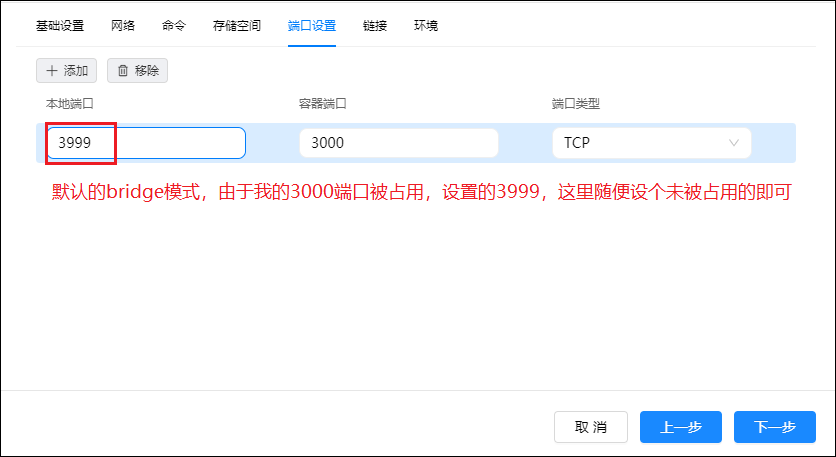 基础设置 网络 命令 存储空间 端口设置 链接 环境
添加 移除
本地端口 容器端口 端口类型
3999 3000 TCP
默认的bridge模式，由于我的3000端口被占用，设置的3999，这里随便设个未被占用的即可
取消 上一步 下一步